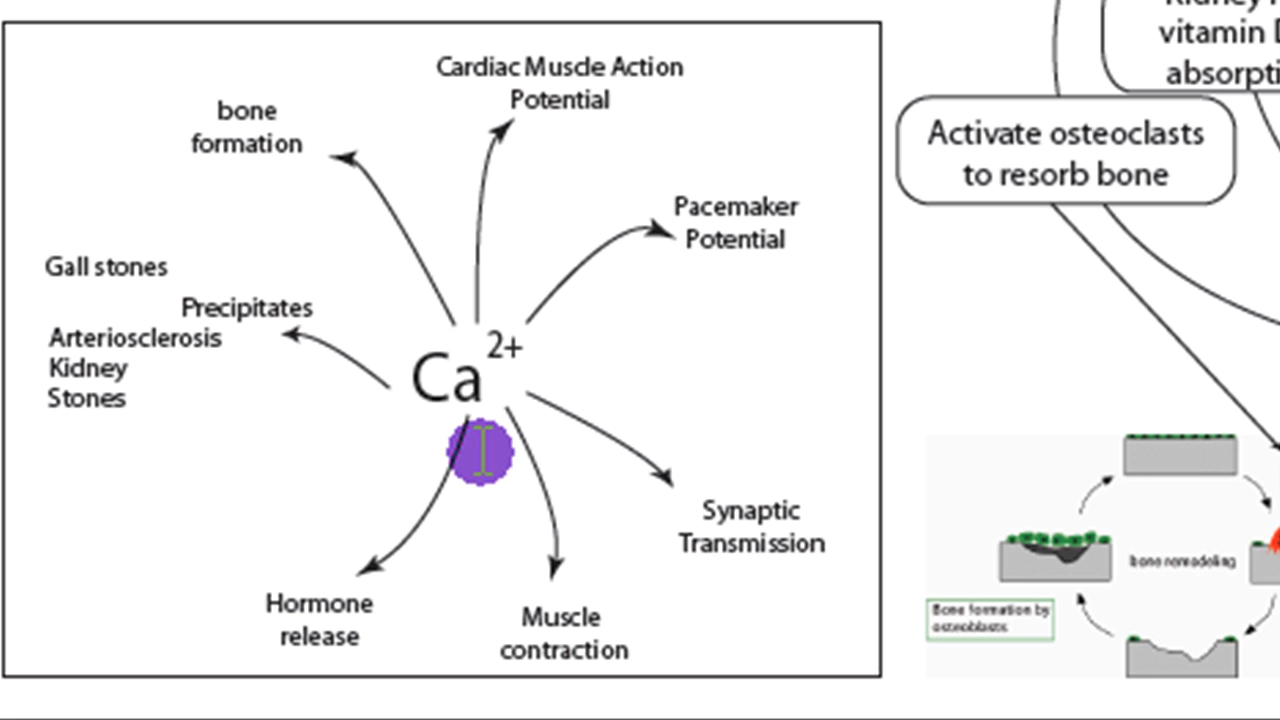 Cardiac Muscle Action
Potential
bone
formation
Pacemaker
Potential
Gall stones
Precipitates
Arteriosclerosis
Kidney
Stones
Ca 2+
Synaptic
Transmission
Hormone
release
Muscle
contraction
vitamin
absorpti
Activate osteoclasts
to resorb bone
bone remodeling
Bone formation by
osteoblasts